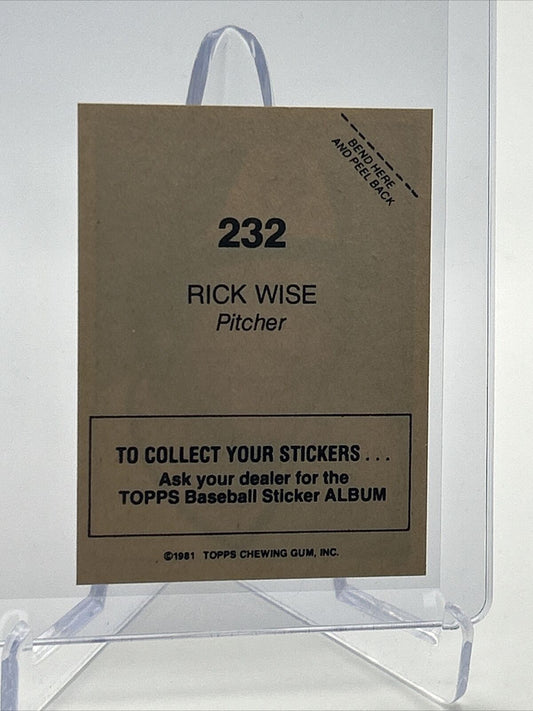 BEND HERE
AND PEEL BACK
232
RICK WISE
Pitcher
TO COLLECT YOUR STICKERS...
Ask your dealer for the
TOPPS Baseball Sticker ALBUM
©1981 TOPPS CHEWING GUM, INC.